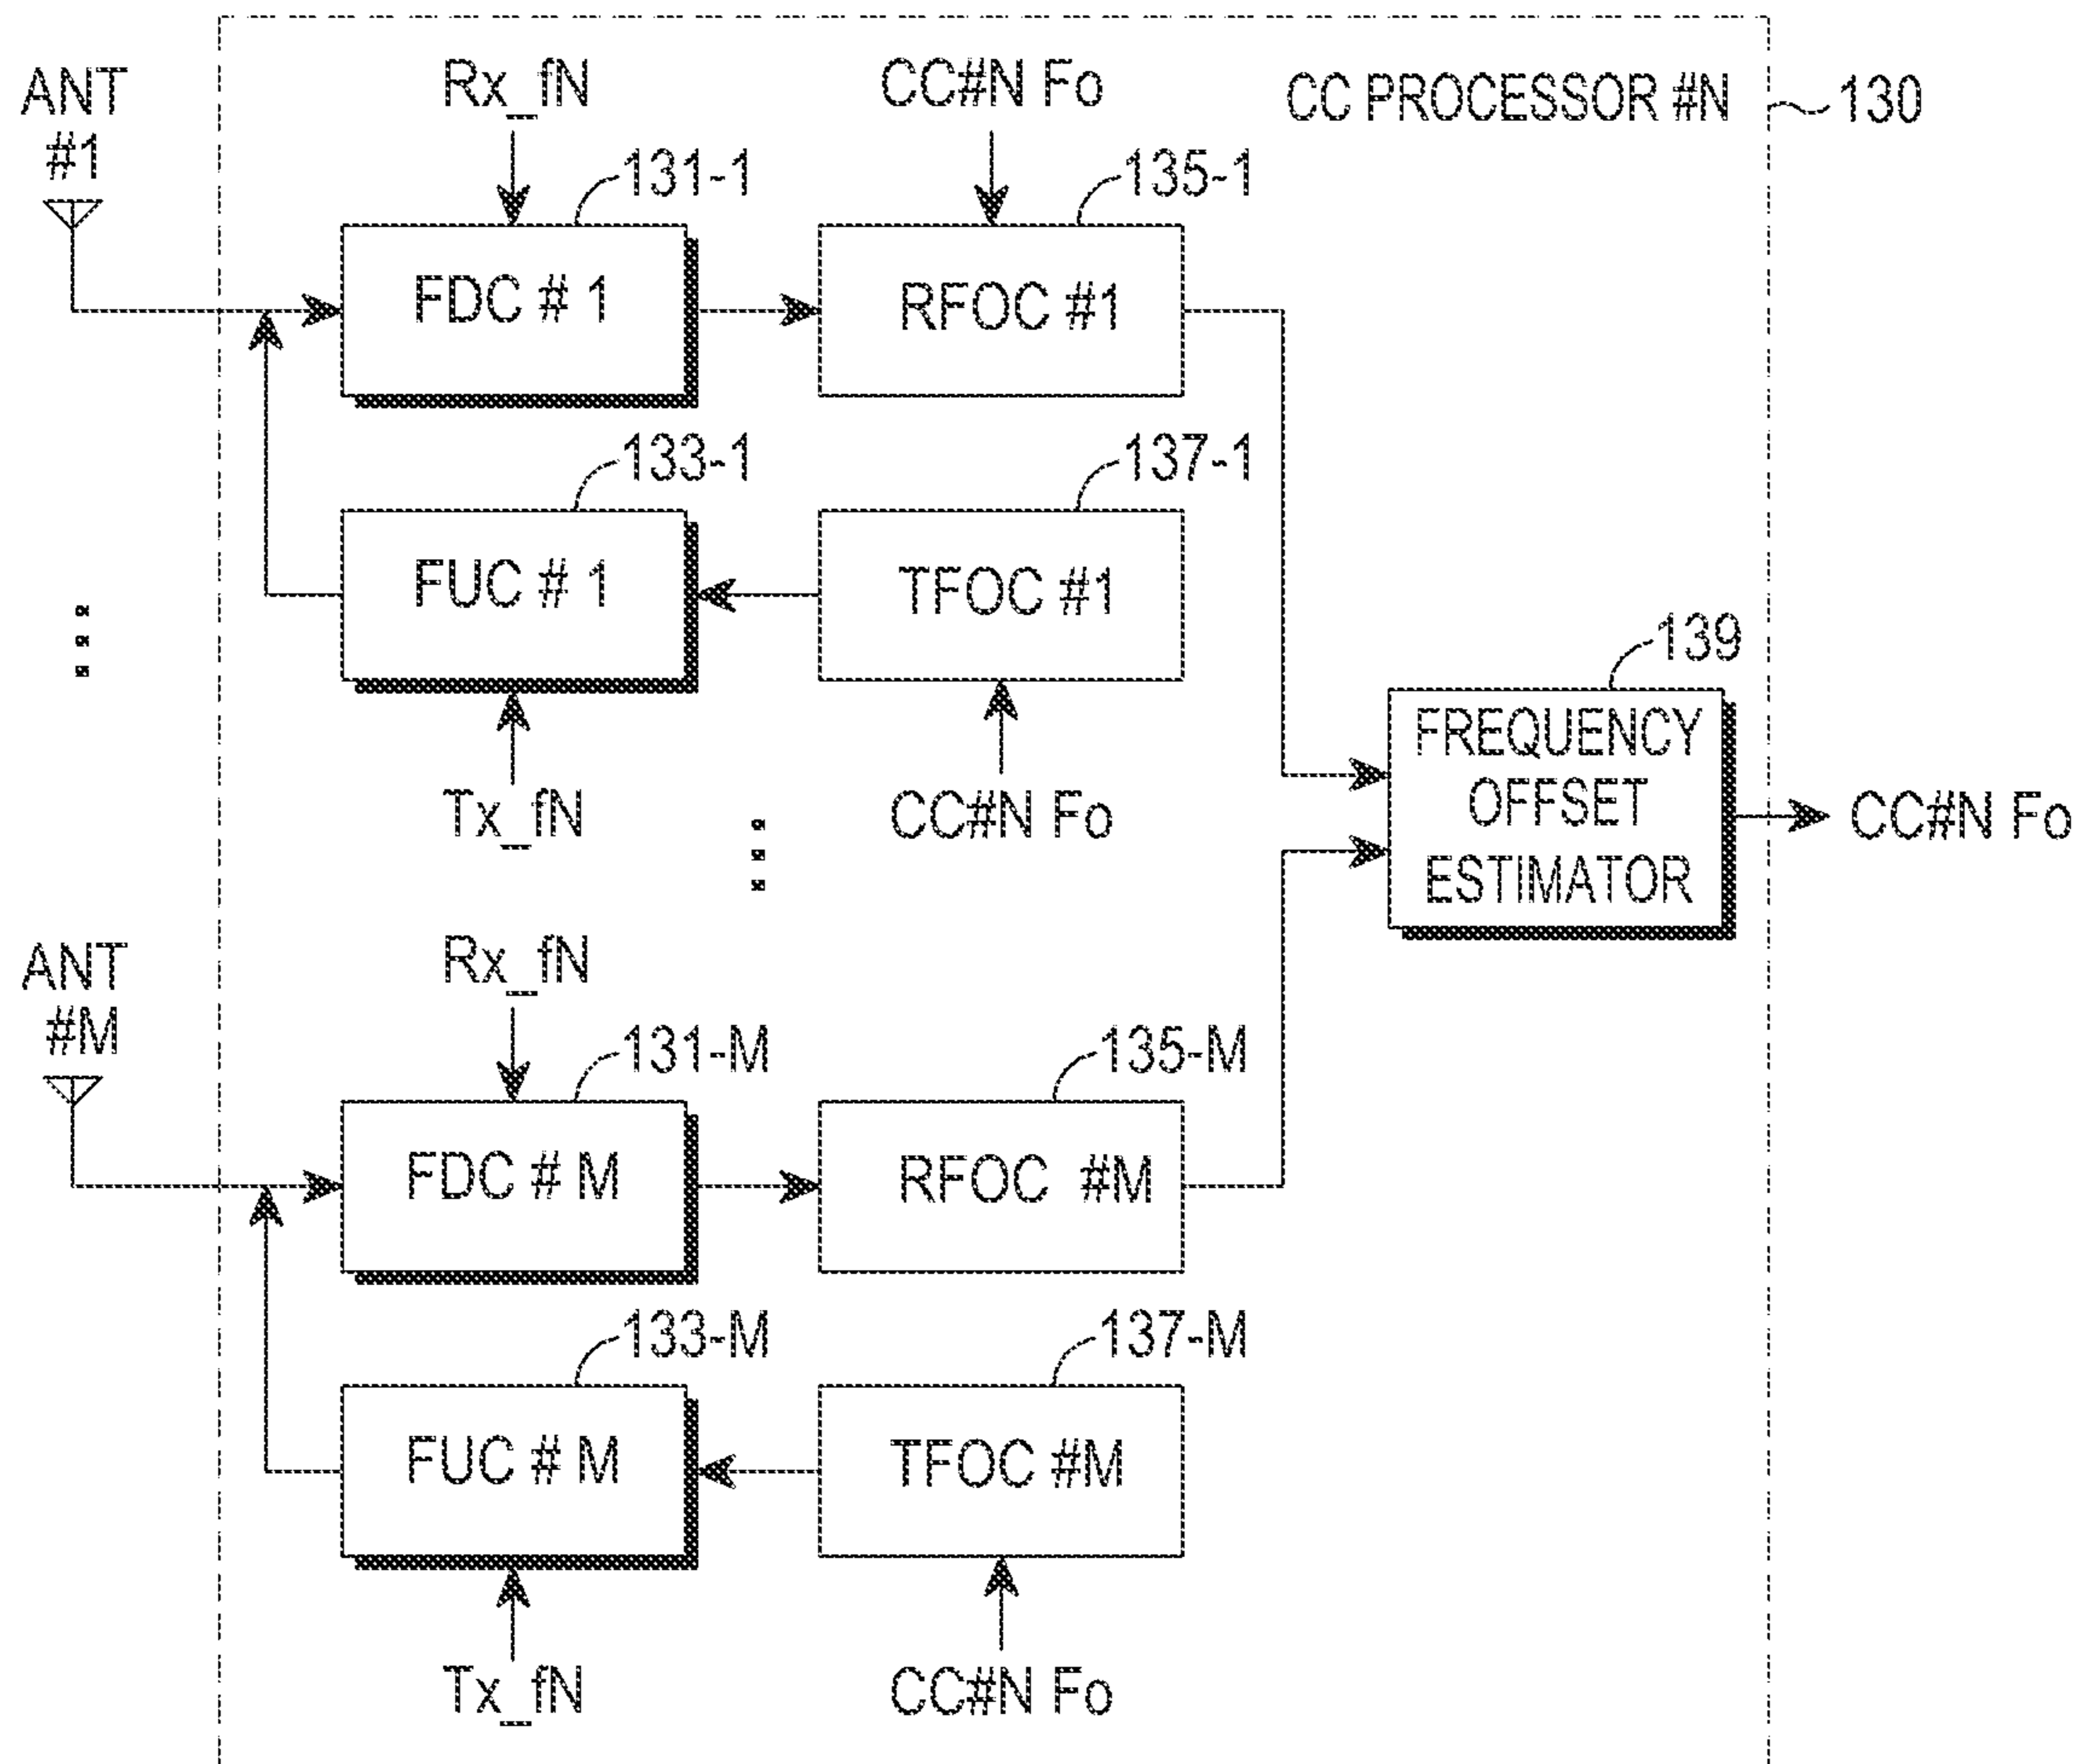 ANT
#1
Rx_fN
CC#N Fo
CC PROCESSOR #N
130
131-1
135-1
FDC # 1
RFOC #1
133-1
137-1
FUC # 1
TFOC #1
Tx_fN
CC#N Fo
139
FREQUENCY
OFFSET
ESTIMATOR
CC#N Fo
ANT
#M
Rx_fN
131-M
135-M
FDC # M
RFOC #M
133-M
137-M
FUC # M
TFOC #M
Tx_fN
CC#N Fo